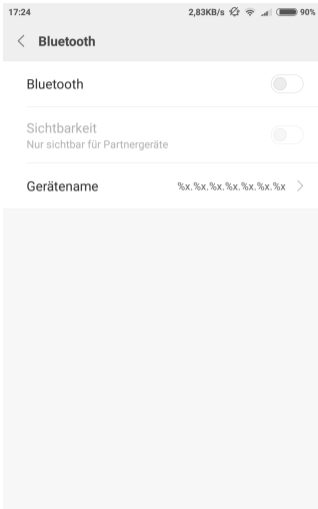 17:24 2,83KB/s 90%
Bluetooth
Bluetooth
Sichtbarkeit
Nur sichtbar für Partnergeräte
Gerätename %x.%x.%x.%x.%x.%x.%x